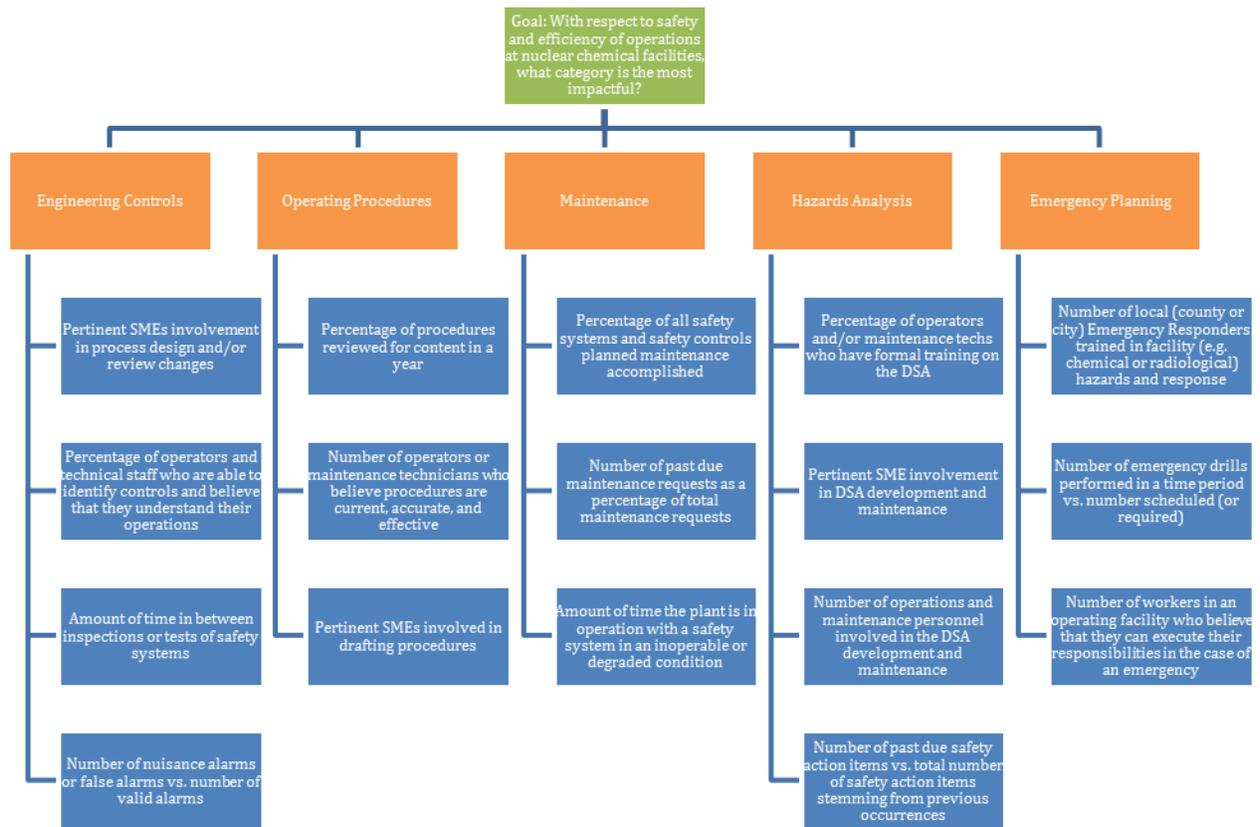 Goal: With respect to safety
and efficiency of operations
at nuclear chemical facilities,
what category is the most
impactful?
Engineering Controls
Operating Procedures
Maintenance
Hazards Analysis
Emergency Planning
Pertinent SMEs involvement
in process design and/or
review changes
Percentage of operators and
technical staff who are able to
identify controls and believe
that they understand their
operations
Amount of time in between
inspections or tests of safety
systems
Number of nuisance alarms
or false alarms vs. number of
valid alarms
Percentage of procedures
reviewed for content in a
year
Number of operators or
maintenance technicians who
believe procedures are
current, accurate, and
effective
Pertinent SMEs involved in
drafting procedures
Percentage of all safety
systems and safety controls
planned maintenance
accomplished
Number of past due
maintenance requests as a
percentage of total
maintenance requests
Amount of time the plant is in
operation with a safety
system in an inoperable or
degraded condition
Percentage of operators
and/or maintenance techs
who have formal training on
the DSA
Pertinent SME involvement
in DSA development and
maintenance
Number of operations and
maintenance personnel
involved in the DSA
development and
maintenance
Number of past due safety
action items vs. total number
of safety action items
stemming from previous
occurrences
Number of local (county or
city) Emergency Responders
trained in facility (e.g.
chemical or radiological)
hazards and response
Number of emergency drills
performed in a time period
vs. number scheduled (or
required)
Number of workers in an
operating facility who believe
that they can execute their
responsibilities in the case of
an emergency